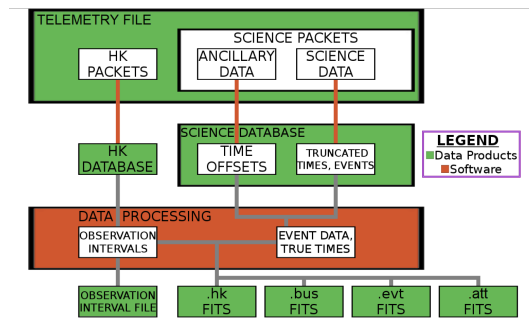 TELEMETRY FILE
SCIENCE PACKETS
HK
PACKETS
ANCILLARY
DATA
SCIENCE
DATA
SCIENCE DATABASE
HK
DATABASE
TIME
OFFSETS
TRUNCATED
TIMES, EVENTS
LEGEND
Data Products
Software
DATA PROCESSING
OBSERVATION
INTERVALS
EVENT DATA,
TRUE TIMES
OBSERVATION
INTERVAL FILE
.hk
FITS
.bus
FITS
.evt
FITS
.att
FITS